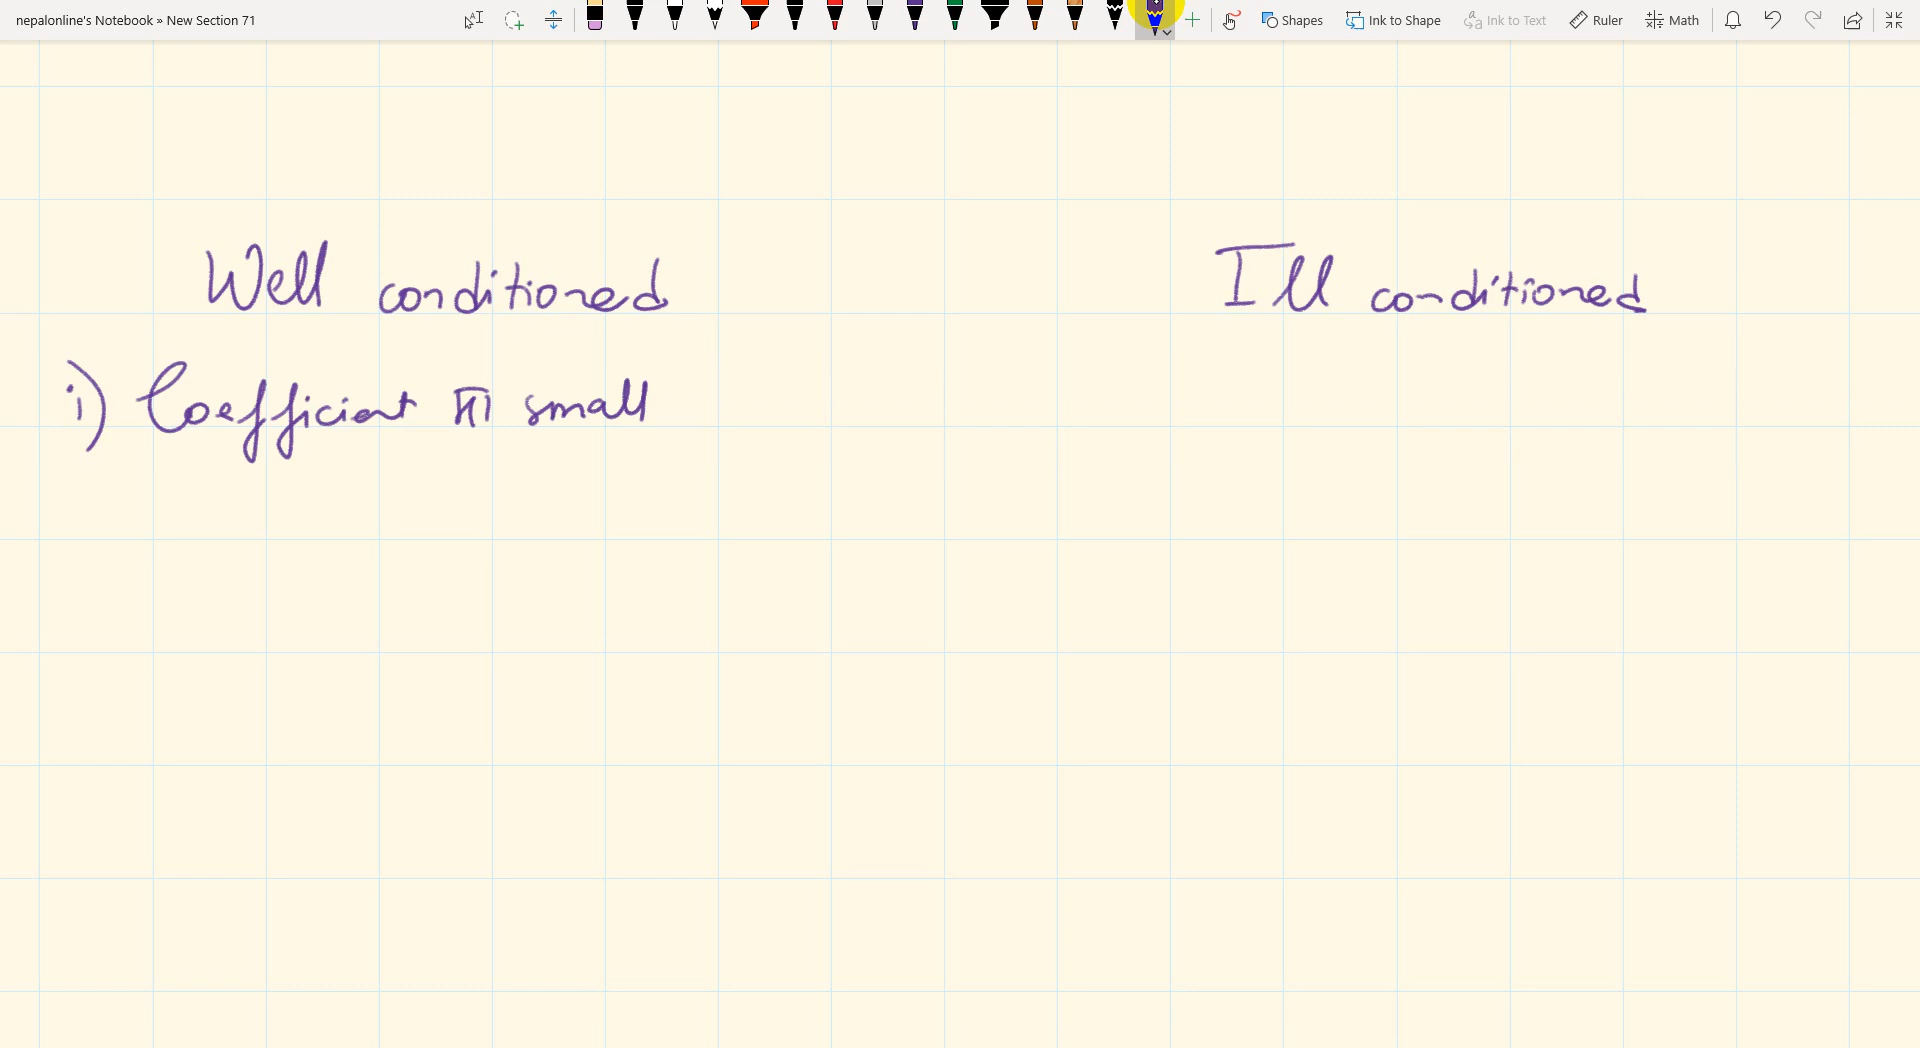 nepalonline's Notebook » New Section 71
Shapes
Ink to Shape
Ink to Text
Ruler
Math
Well conditioned
Ill conditioned
i) Coefficient मा small